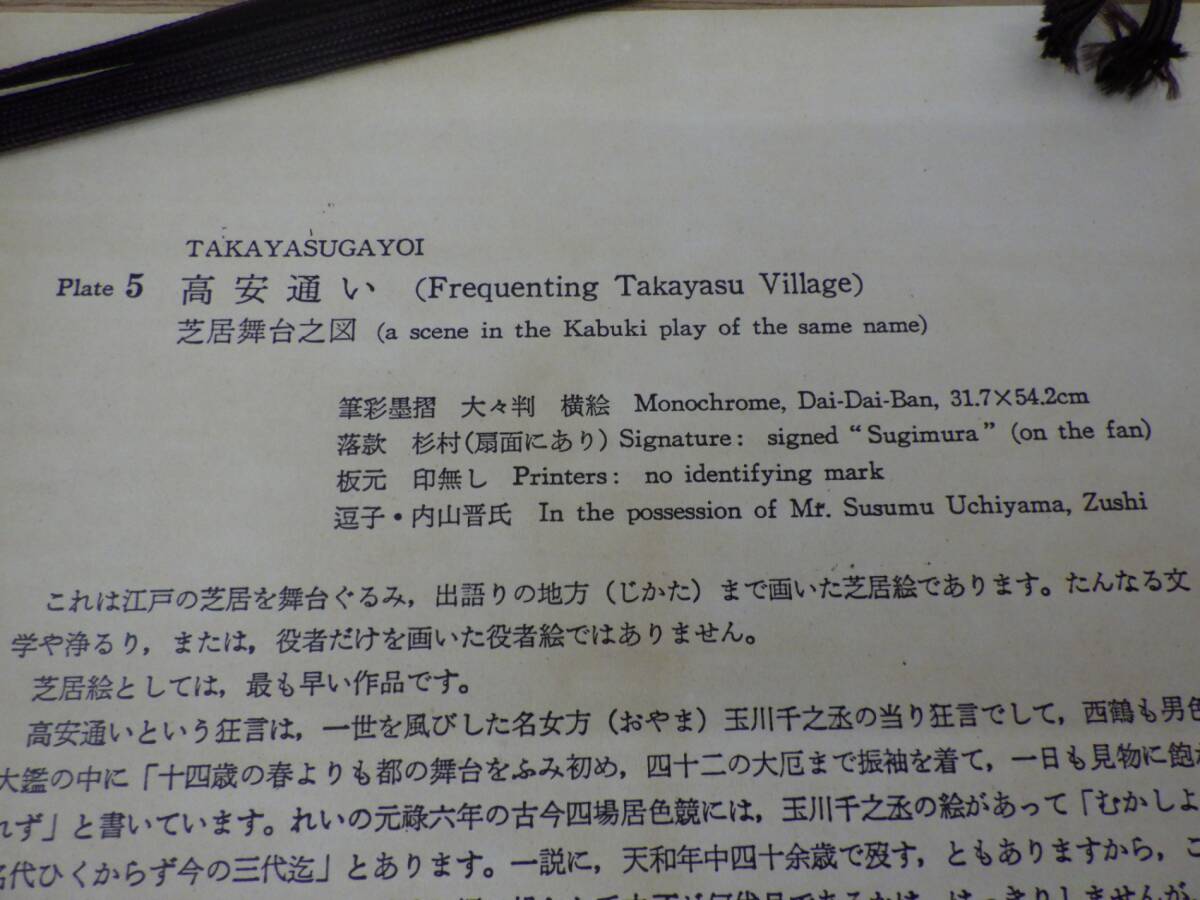 TAKAYASUGAYOI
Plate 5 高安通い (Frequenting Takayasu Village)
芝居舞台之図 (a scene in the Kabuki play of the same name)
筆彩墨摺 大々判 横絵 Monochrome, Dai-Dai-Ban, 31.7×54.2cm
落款 杉村(扇面にあり) Signature: signed “Sugimura” (on the fan)
板元 印無し Printers: no identifying mark
逗子・内山晋氏 In the possession of Mr. Susumu Uchiyama, Zushi
これは江戸の芝居を舞台ぐるみ，出語りの地方（じかた）まで画いた芝居絵であります。たんなる文
学や浄るり，または，役者だけを画いた役者絵ではありません。
芝居絵としては，最も早い作品です。
高安通いという狂言は，一世を風びした名女方（おやま）玉川千之丞の当り狂言でして，西鶴も男色
大鑑の中に「十四歳の春よりも都の舞台をふみ初め，四十二の大厄まで振袖を着て，一日も見物に飽か
れず」と書いています。れいの元禄六年の古今四場居色競には，玉川千之丞の絵があって「むかしよ
名代ひくからず今の三代迄」とあります。一説に，天和年中四十余歳で歿す，ともありますから，こ